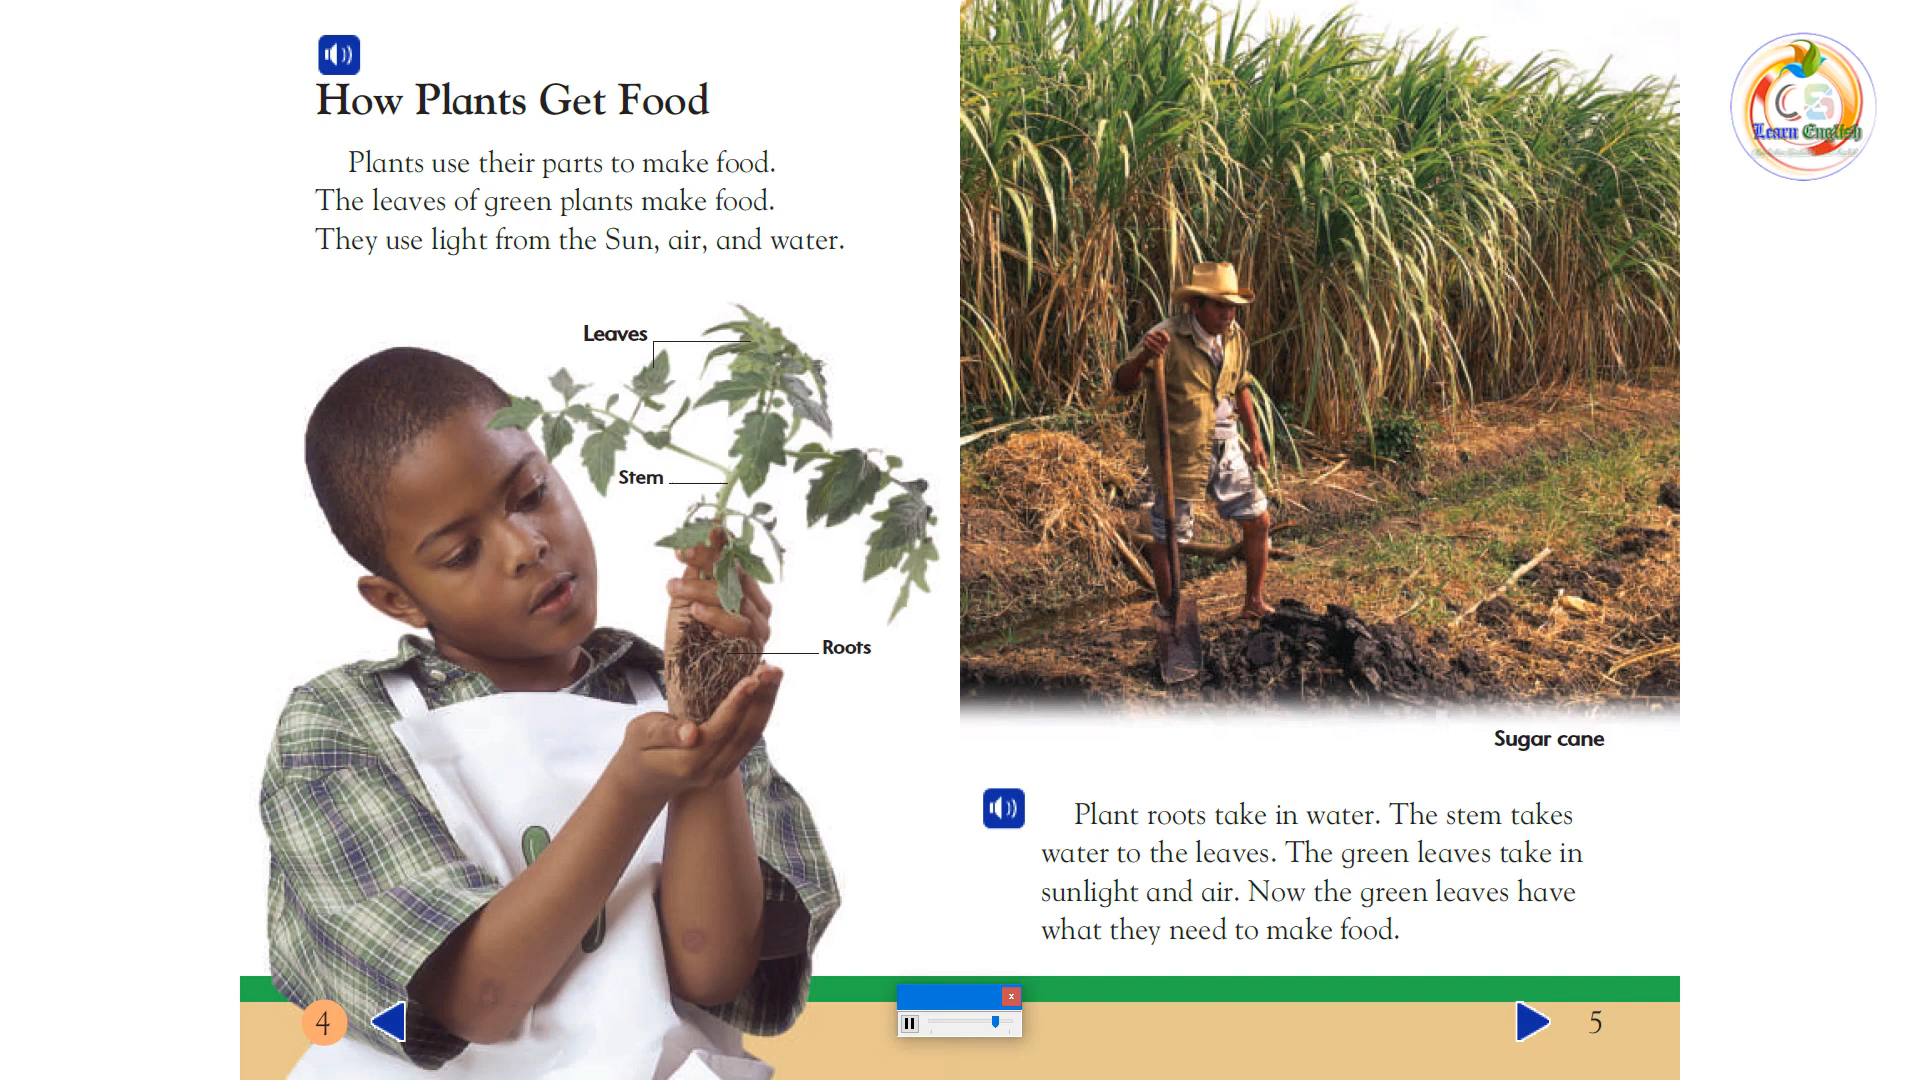 How Plants Get Food
Plants use their parts to make food.
The leaves of green plants make food.
They use light from the Sun, air, and water.
Leaves
Stem
Roots
4
Sugar cane
Plant roots take in water. The stem takes
water to the leaves. The green leaves take in
sunlight and air. Now the green leaves have
what they need to make food.
5
CS
Learn English